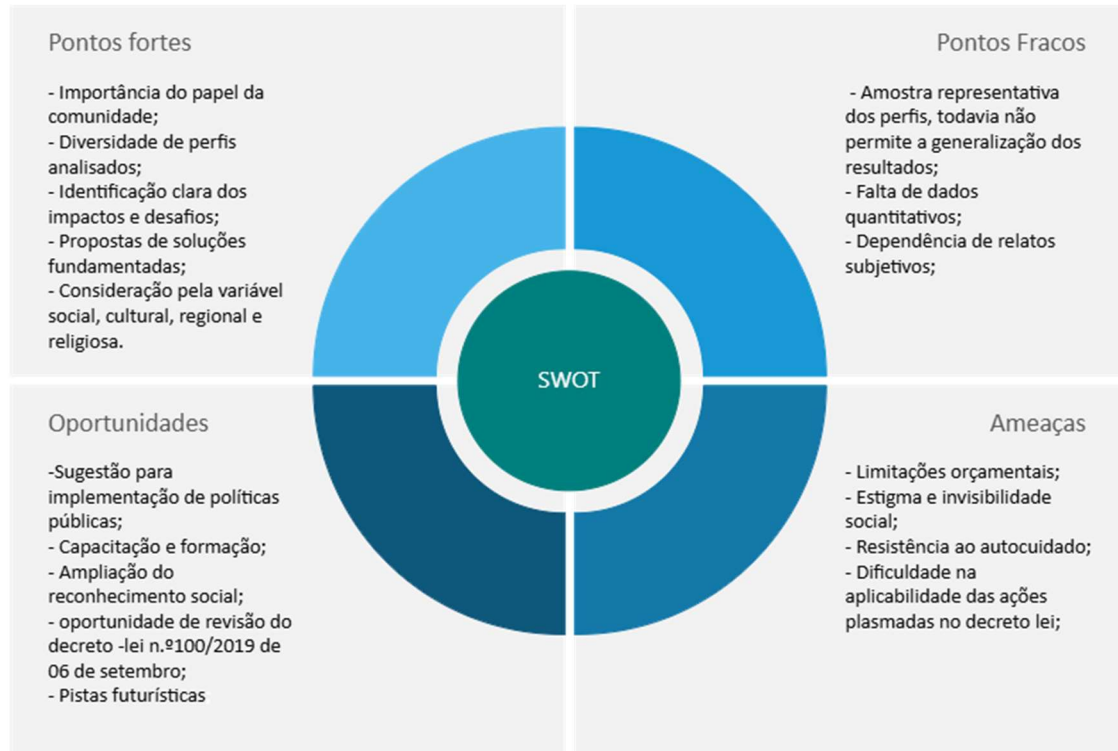 Pontos fortes
- Importância do papel da
comunidade;
- Diversidade de perfis
analisados;
- Identificação clara dos
impactos e desafios;
- Propostas de soluções
fundamentadas;
- Consideração pela variável
social, cultural, regional e
religiosa.
Pontos Fracos
- Amostra representativa
dos perfis, todavia não
permite a generalização dos
resultados;
- Falta de dados
quantitativos;
- Dependência de relatos
subjetivos;
SWOT
Oportunidades
-Sugestão para
implementação de políticas
públicas;
- Capacitação e formação;
- Ampliação do
reconhecimento social;
- oportunidade de revisão do
decreto -lei n.º100/2019 de
06 de setembro;
- Pistas futurísticas
Ameaças
- Limitações orçamentais;
- Estigma e invisibilidade
social;
- Resistência ao autocuidado;
- Dificuldade na
aplicabilidade das ações
plasmadas no decreto lei;